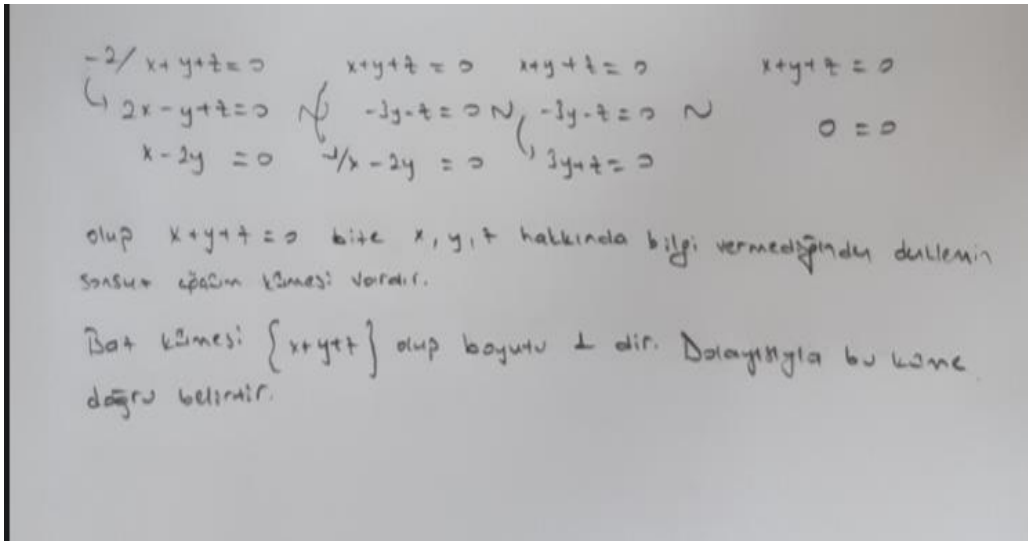 -2/ x+y+z=0 x+y+z=0 x+y+z=0 x+y+z=0
2x-y+z=0 ~ -3y-z=0 ~ -3y-z=0 ~ 0=0
x-2y=0 -1/x-2y=0 3y+z=0
olup x+y+z=0 bize x, y, z hakkında bilgi vermediğinden denklemin
sonsuz çözüm kümesi vardır.
Baz kümesi {x+y+z} olup boyutu 1 dir. Dolayısıyla bu küme
doğru belirtir.